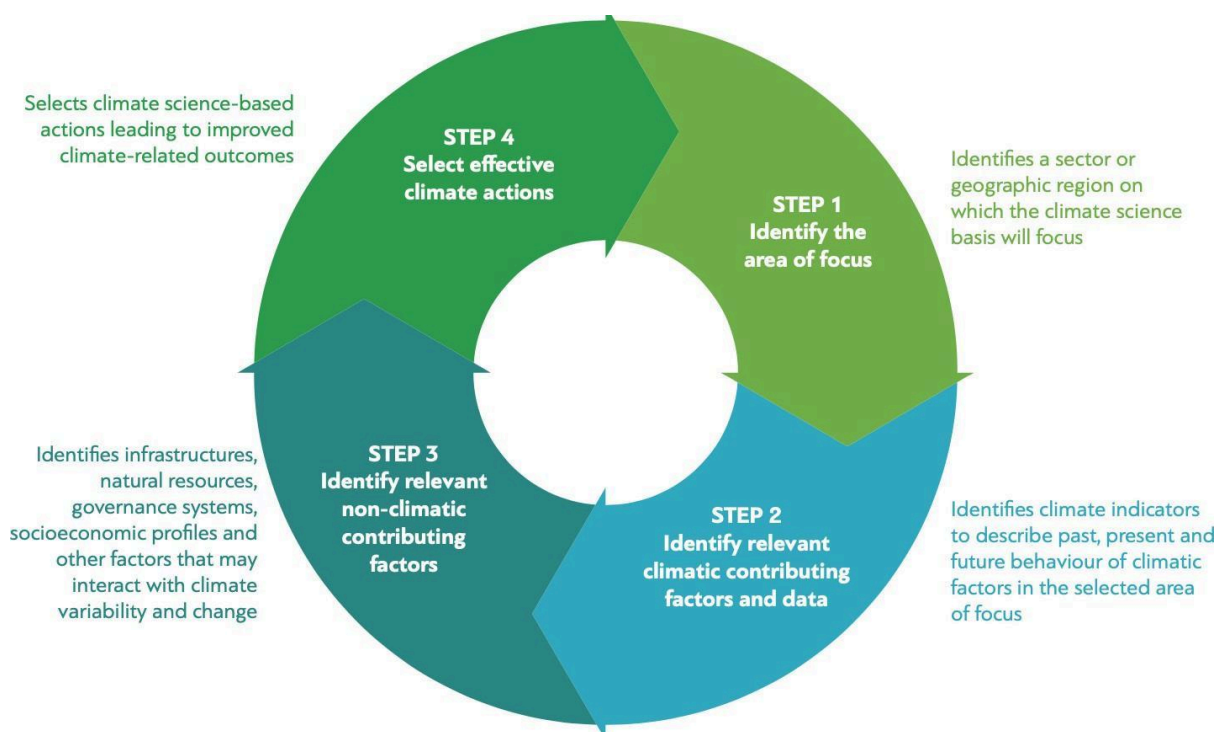 STEP 1
Identify the
area of focus
Identifies a sector or
geographic region on
which the climate science
basis will focus
STEP 2
Identify relevant
climatic contributing
factors and data
Identifies climate indicators
to describe past, present and
future behaviour of climatic
factors in the selected area
of focus
STEP 3
Identify relevant
non-climatic
contributing
factors
Identifies infrastructures,
natural resources,
governance systems,
socioeconomic profiles and
other factors that may
interact with climate
variability and change
STEP 4
Select effective
climate actions
Selects climate science-based
actions leading to improved
climate-related outcomes